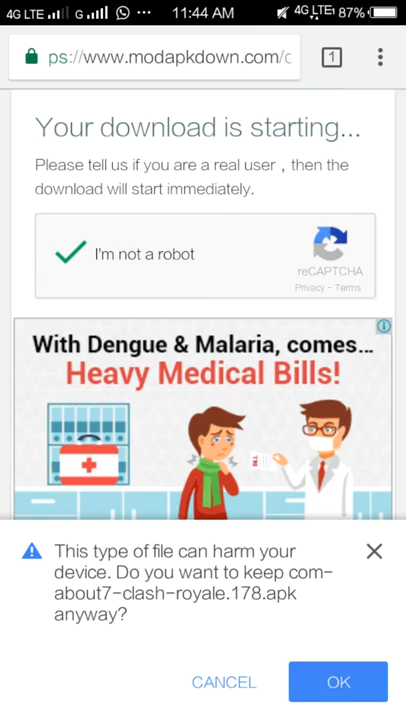 4G LTE G ... 11:44 AM 4G LTE 87%
ps://www.modapkdown.com/c 1
Your download is starting...
Please tell us if you are a real user , then the
download will start immediately.
I'm not a robot
reCAPTCHA
Privacy - Terms
With Dengue & Malaria, comes...
Heavy Medical Bills!
This type of file can harm your
device. Do you want to keep com-
about7-clash-royale.178.apk
anyway?
CANCEL OK